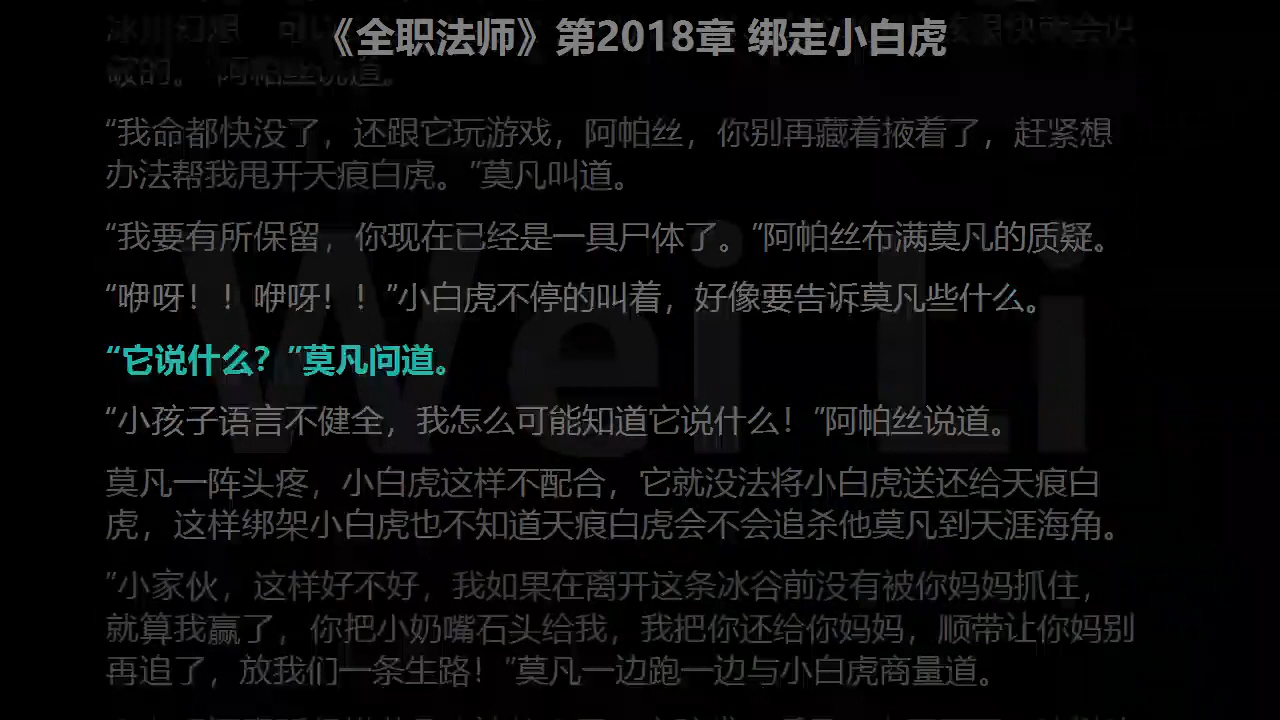 《全职法师》第2018章 绑走小白虎
敏的。”阿帕丝说道。
“我命都快没了，还跟它玩游戏，阿帕丝，你别再藏着掖着了，赶紧想
办法帮我甩开天痕白虎。”莫凡叫道。
“我要有所保留，你现在已经是一具尸体了。”阿帕丝布满莫凡的质疑。
“咿呀！！咿呀！！”小白虎不停的叫着，好像要告诉莫凡些什么。
“它说什么？”莫凡问道。
“小孩子语言不健全，我怎么可能知道它说什么！”阿帕丝说道。
莫凡一阵头疼，小白虎这样不配合，它就没法将小白虎送还给天痕白
虎，这样绑架小白虎也不知道天痕白虎会不会追杀他莫凡到天涯海角。
”小家伙，这样好不好，我如果在离开这条冰谷前没有被你妈妈抓住，
就算我赢了，你把小奶嘴石头给我，我把你还给你妈妈，顺带让你妈别
再追了，放我们一条生路！”莫凡一边跑一边与小白虎商量道。
Wei Li